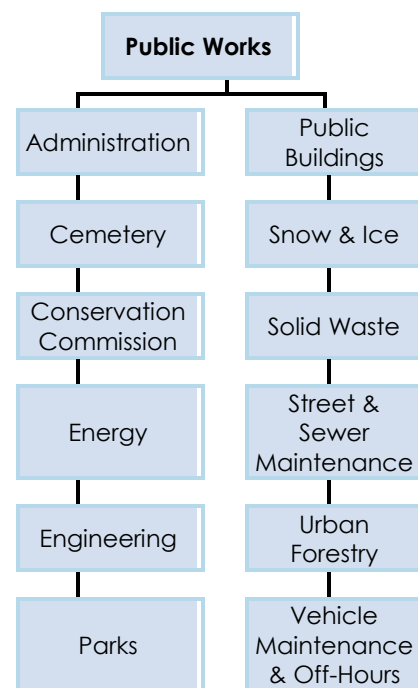 Public Works
Administration
Cemetery
Conservation
Commission
Energy
Engineering
Parks
Public
Buildings
Snow & Ice
Solid Waste
Street &
Sewer
Maintenance
Urban
Forestry
Vehicle
Maintenance
& Off-Hours